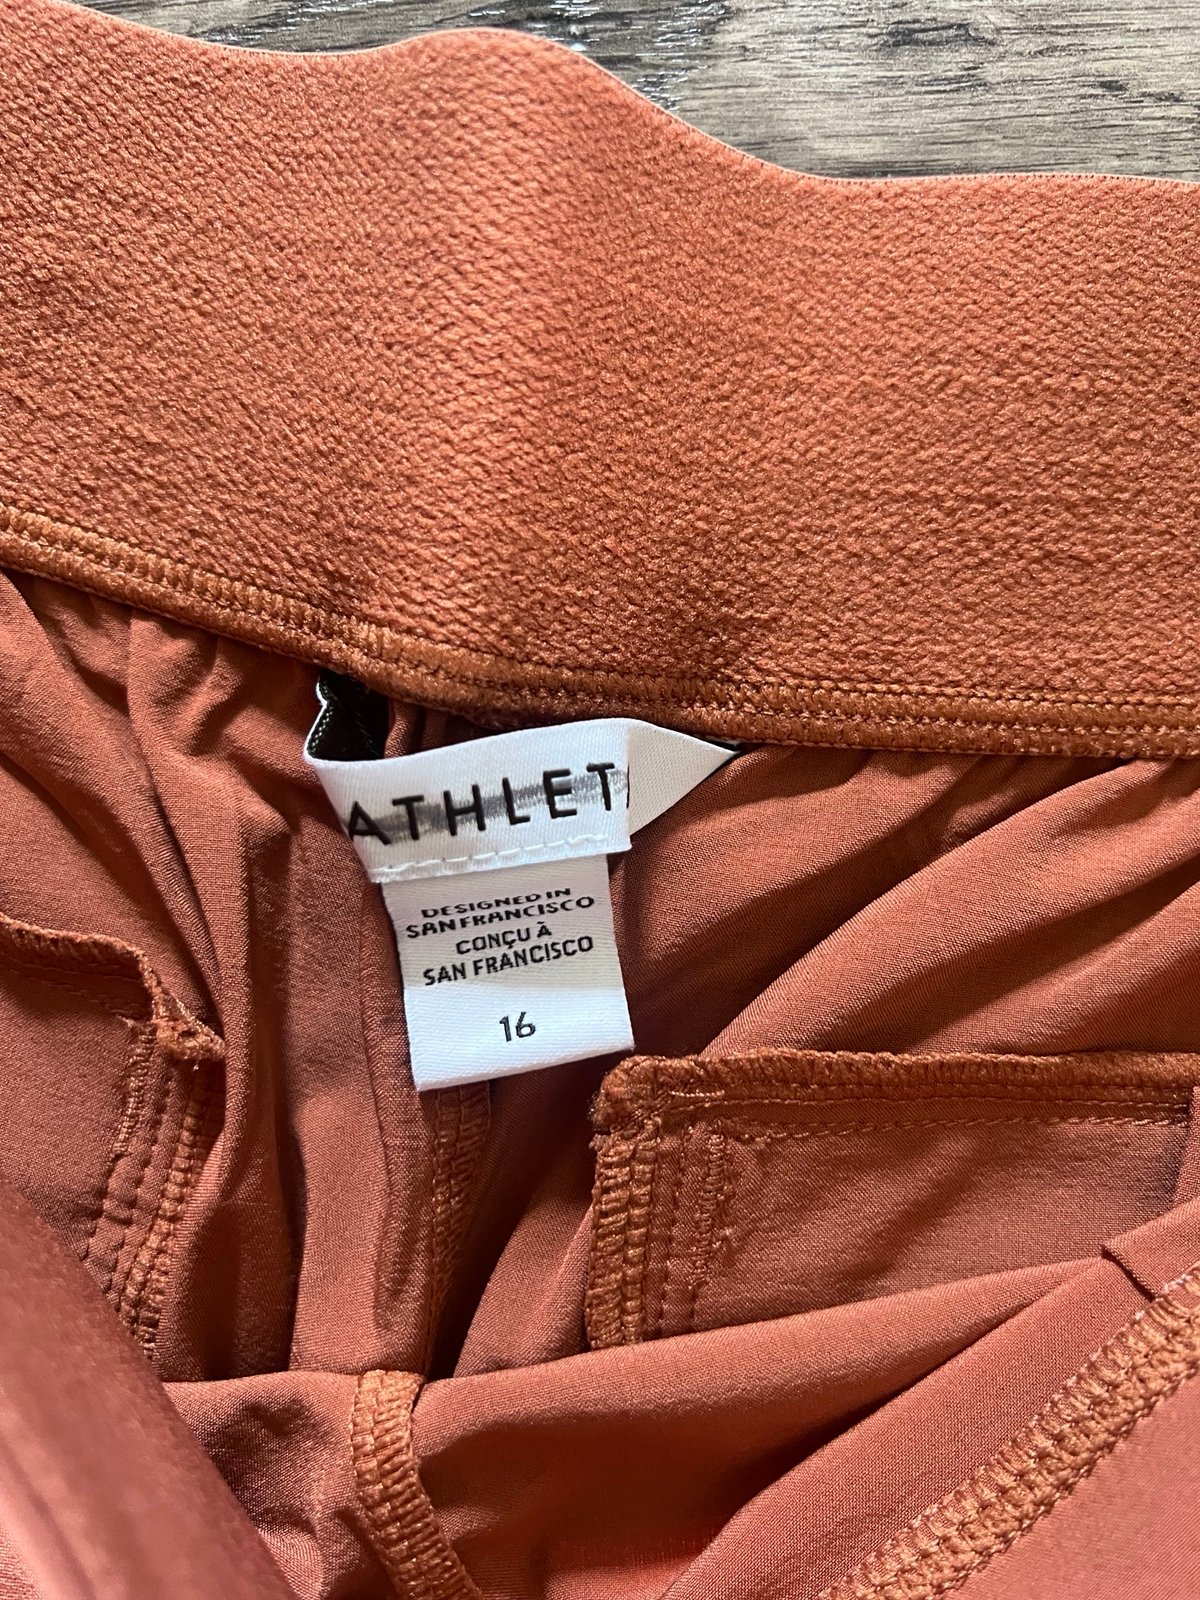 ATHLET
DESIGNED IN
SAN FRANCISCO
CONÇU À
SAN FRANCISCO
16